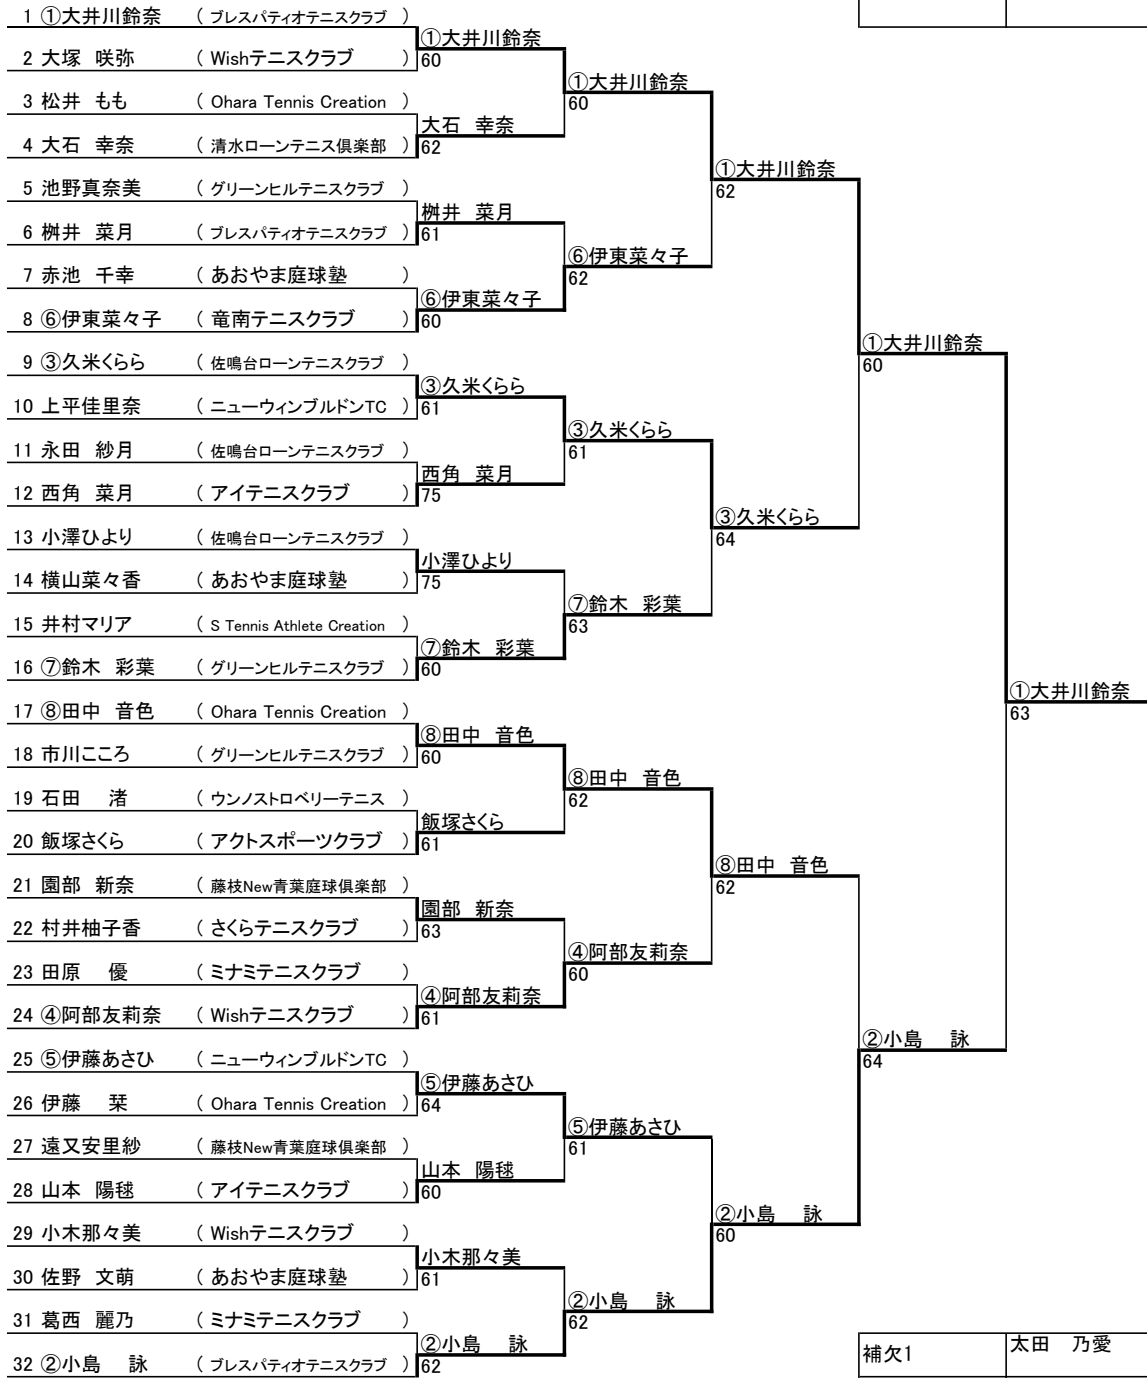 1 ①大井川鈴奈 ( ブレスパティオテニスクラブ )
2 大塚 咲弥 ( Wishテニスクラブ )
3 松井 もも ( Ohara Tennis Creation )
4 大石 幸奈 ( 清水ローンテニス倶楽部 )
5 池野真奈美 ( グリーンヒルテニスクラブ )
6 桝井 菜月 ( ブレスパティオテニスクラブ )
7 赤池 千幸 ( あおやま庭球塾 )
8 ⑥伊東菜々子 ( 竜南テニスクラブ )
9 ③久米くらら ( 佐鳴台ローンテニスクラブ )
10 上平佳里奈 ( ニューウィンブルドンTC )
11 永田 紗月 ( 佐鳴台ローンテニスクラブ )
12 西角 菜月 ( アイテニスクラブ )
13 小澤ひより ( 佐鳴台ローンテニスクラブ )
14 横山菜々香 ( あおやま庭球塾 )
15 井村マリア ( S Tennis Athlete Creation )
16 ⑦鈴木 彩葉 ( グリーンヒルテニスクラブ )
17 ⑧田中 音色 ( Ohara Tennis Creation )
18 市川こころ ( グリーンヒルテニスクラブ )
19 石田 渚 ( ウンノストロベリーテニス )
20 飯塚さくら ( アクトスポーツクラブ )
21 園部 新奈 ( 藤枝New青葉庭球倶楽部 )
22 村井柚子香 ( さくらテニスクラブ )
23 田原 優 ( ミナミテニスクラブ )
24 ④阿部友莉奈 ( Wishテニスクラブ )
25 ⑤伊藤あさひ ( ニューウィンブルドンTC )
26 伊藤 栞 ( Ohara Tennis Creation )
27 遠又安里紗 ( 藤枝New青葉庭球倶楽部 )
28 山本 陽毬 ( アイテニスクラブ )
29 小木那々美 ( Wishテニスクラブ )
30 佐野 文萌 ( あおやま庭球塾 )
31 葛西 麗乃 ( ミナミテニスクラブ )
32 ②小島 詠 ( ブレスパティオテニスクラブ )
①大井川鈴奈
60
大石 幸奈
62
桝井 菜月
61
⑥伊東菜々子
60
③久米くらら
61
西角 菜月
75
小澤ひより
75
⑦鈴木 彩葉
60
⑧田中 音色
60
飯塚さくら
61
園部 新奈
63
④阿部友莉奈
61
⑤伊藤あさひ
64
山本 陽毬
60
小木那々美
61
②小島 詠
62
①大井川鈴奈
60
⑥伊東菜々子
62
③久米くらら
61
⑦鈴木 彩葉
63
⑧田中 音色
62
④阿部友莉奈
60
⑤伊藤あさひ
61
②小島 詠
62
①大井川鈴奈
62
③久米くらら
64
⑧田中 音色
62
②小島 詠
60
①大井川鈴奈
60
②小島 詠
64
①大井川鈴奈
63
補欠1 太田 乃愛